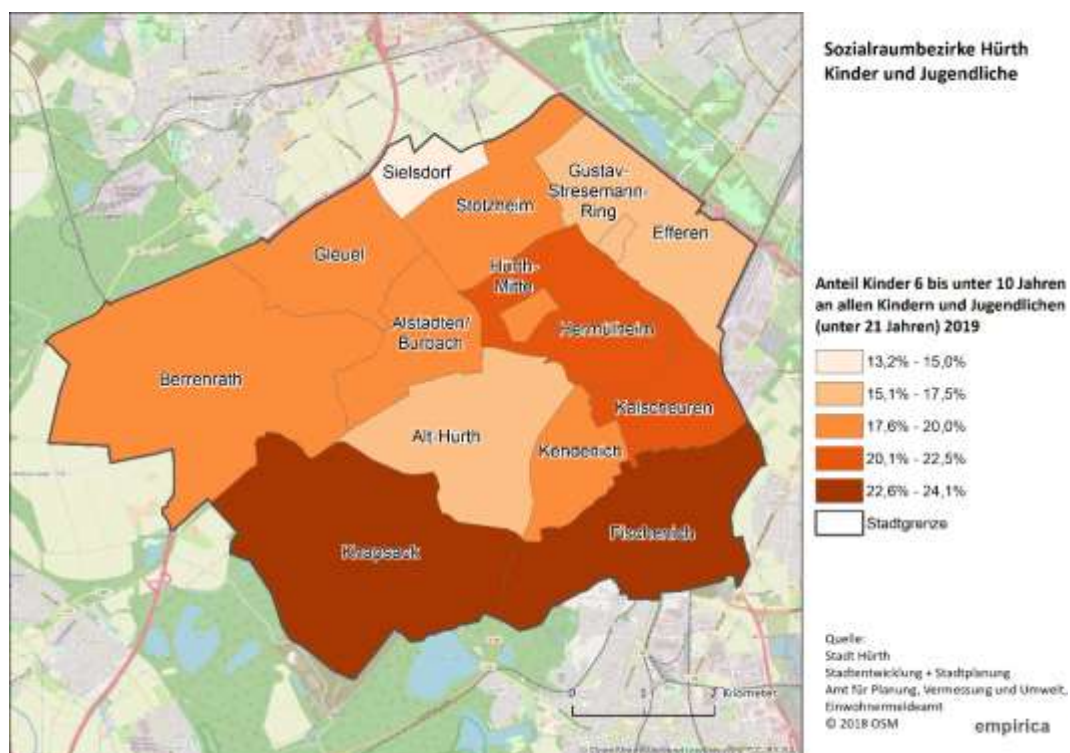 Sozialraumbezirke Hürth
Kinder und Jugendliche
Sielsdorf
Gustav-
Stresemann-
Ring
Stotzheim
Efferen
Gleuel
Hürth-
Mitte
Hermülheim
Alstädten/
Burbach
Berrenrath
Kalscheuren
Alt-Hürth
Kendenich
Fischenich
Knapsack
Anteil Kinder 6 bis unter 10 Jahren
an allen Kindern und Jugendlichen
(unter 21 Jahren) 2019
13,2% - 15,0%
15,1% - 17,5%
17,6% - 20,0%
20,1% - 22,5%
22,6% - 24,1%
Stadtgrenze
0 1 2 Kilometer
Quelle:
Stadt Hürth
Stadtentwicklung + Stadtplanung
Amt für Planung, Vermessung und Umwelt,
Einwohnermeldeamt
© 2018 OSM
empirica